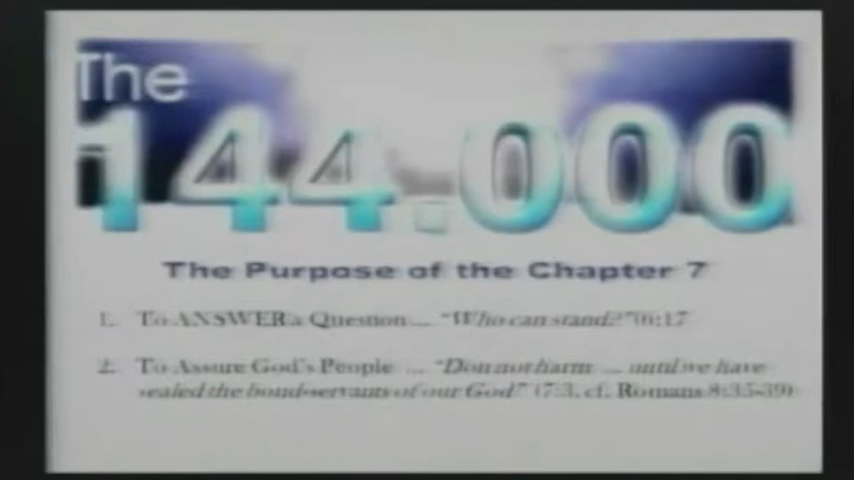 The
144.000
The Purpose of the Chapter 7
1. To ANSWER a Question ... "Who can stand?" (6:17
2. To Assure God's People ... "Do not harm ... until we have
sealed the bond-servants of our God" (7:3, cf. Romans 8:35-39)